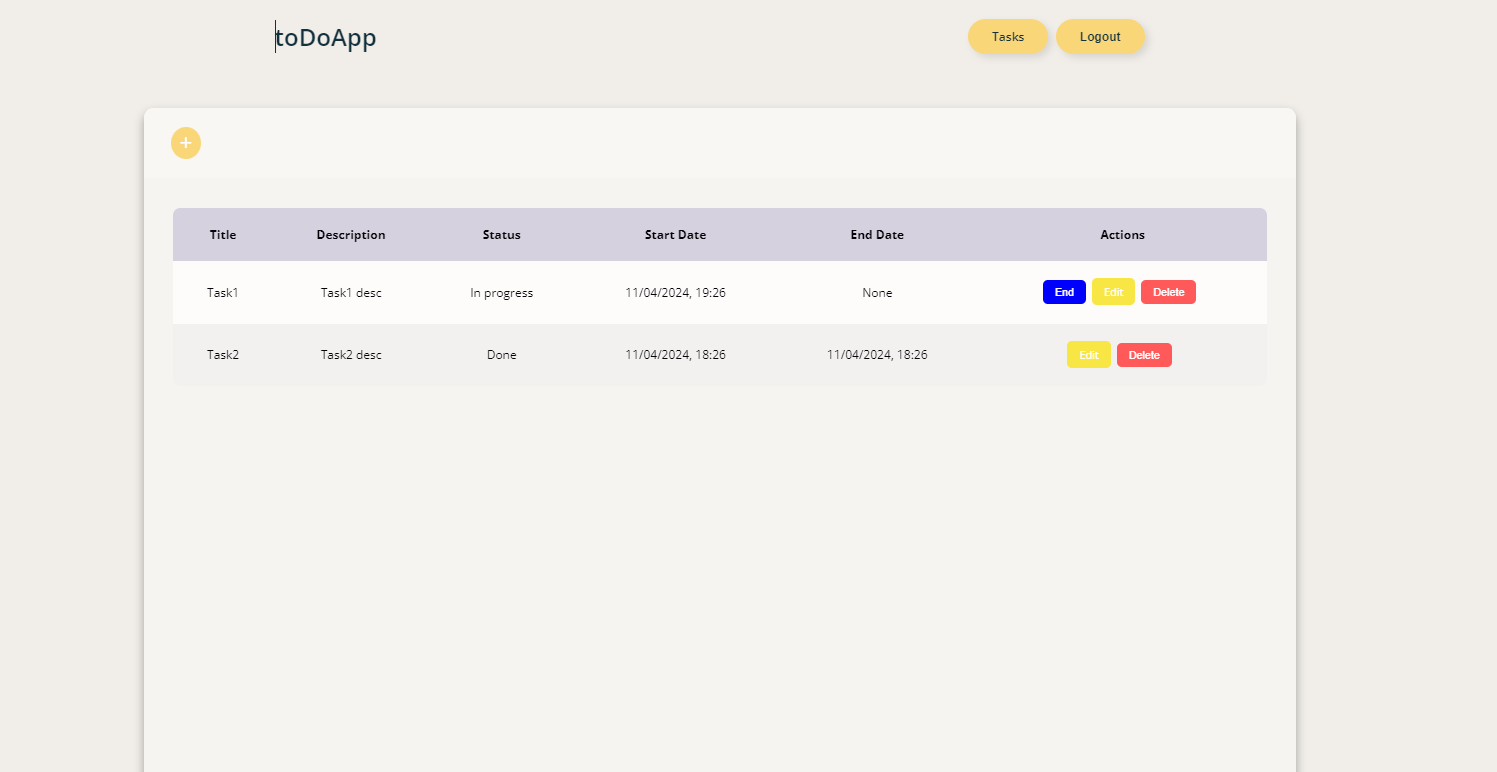 toDoApp Tasks Logout
+
Title Description Status Start Date End Date Actions
Task1 Task1 desc In progress 11/04/2024, 19:26 None End Edit Delete
Task2 Task2 desc Done 11/04/2024, 18:26 11/04/2024, 18:26 Edit Delete